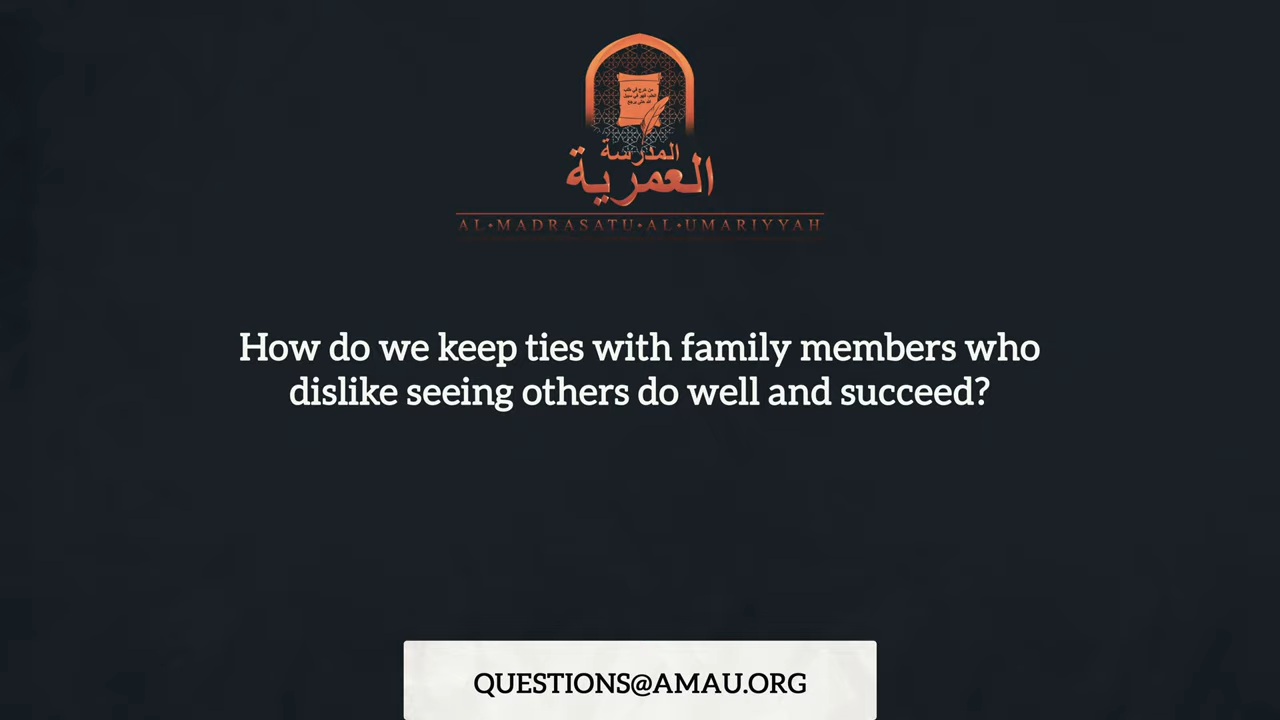 المدرسة
العمرية
AL•MADRASATU•AL•UMARIYYAH
How do we keep ties with family members who
dislike seeing others do well and succeed?
QUESTIONS@AMAU.ORG